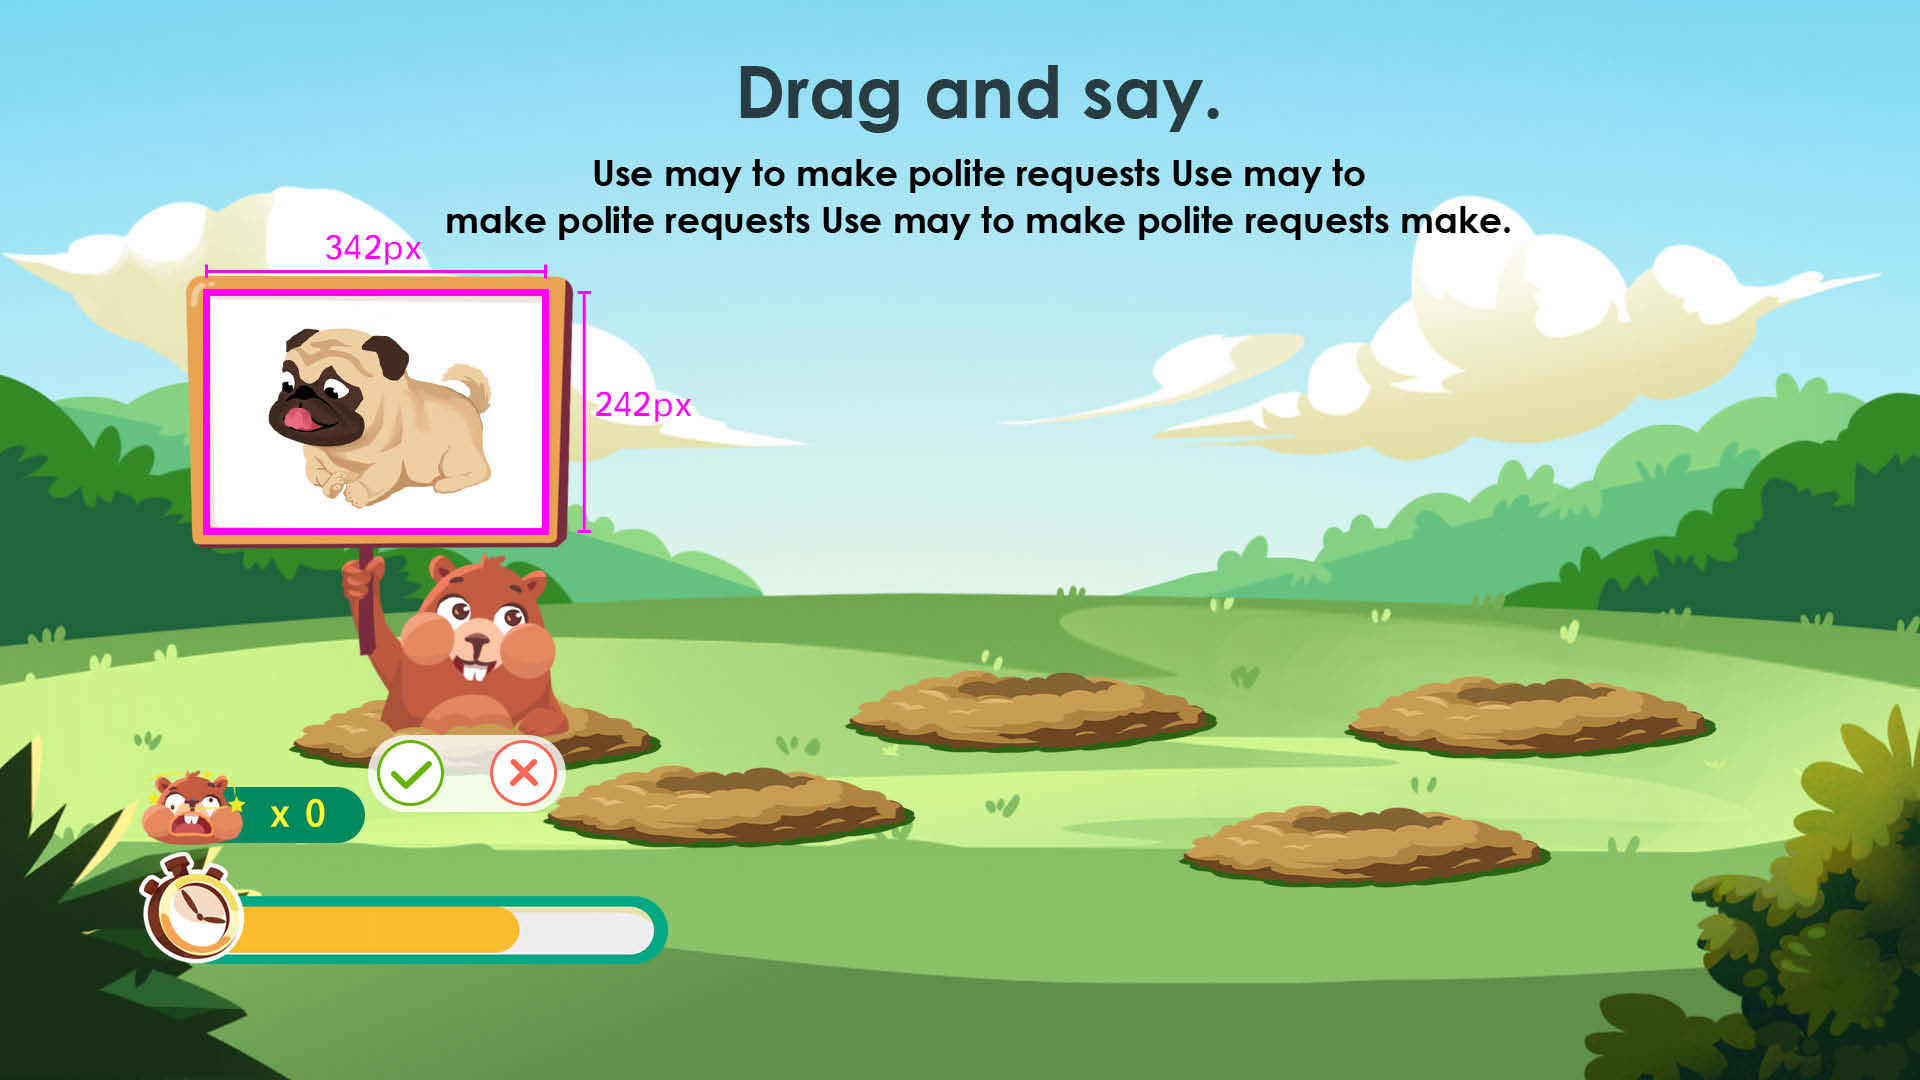 Drag and say.
Use may to make polite requests Use may to
make polite requests Use may to make polite requests make.
342px
242px
x 0